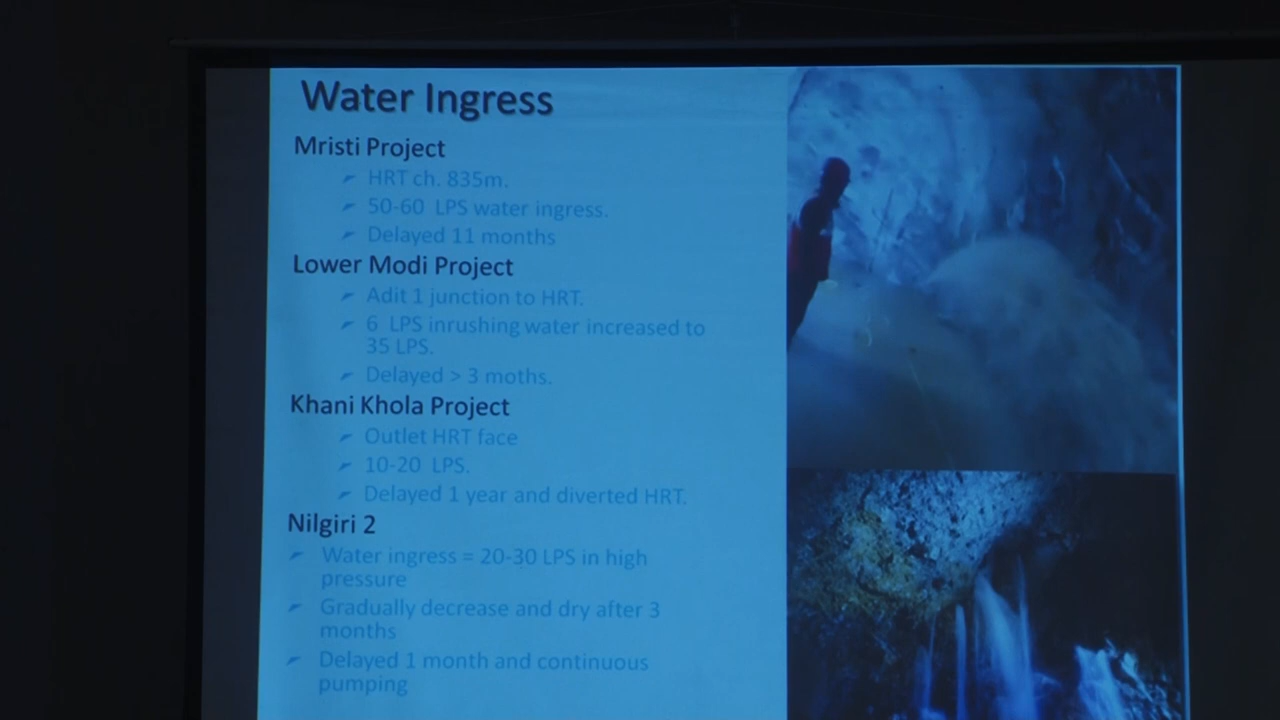 Water Ingress
Mristi Project
HRT ch. 835m.
50-60 LPS water ingress.
Delayed 11 months
Lower Modi Project
Adit 1 junction to HRT.
6 LPS inrushing water increased to
35 LPS.
Delayed > 3 moths.
Khani Khola Project
Outlet HRT face
10-20 LPS.
Delayed 1 year and diverted HRT.
Nilgiri 2
Water ingress = 20-30 LPS in high
pressure
Gradually decrease and dry after 3
months
Delayed 1 month and continuous
pumping